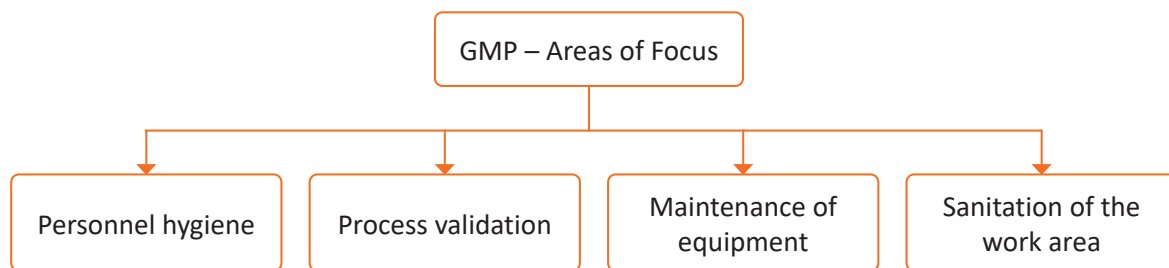 GMP – Areas of Focus
Personnel hygiene
Process validation
Maintenance of
equipment
Sanitation of the
work area